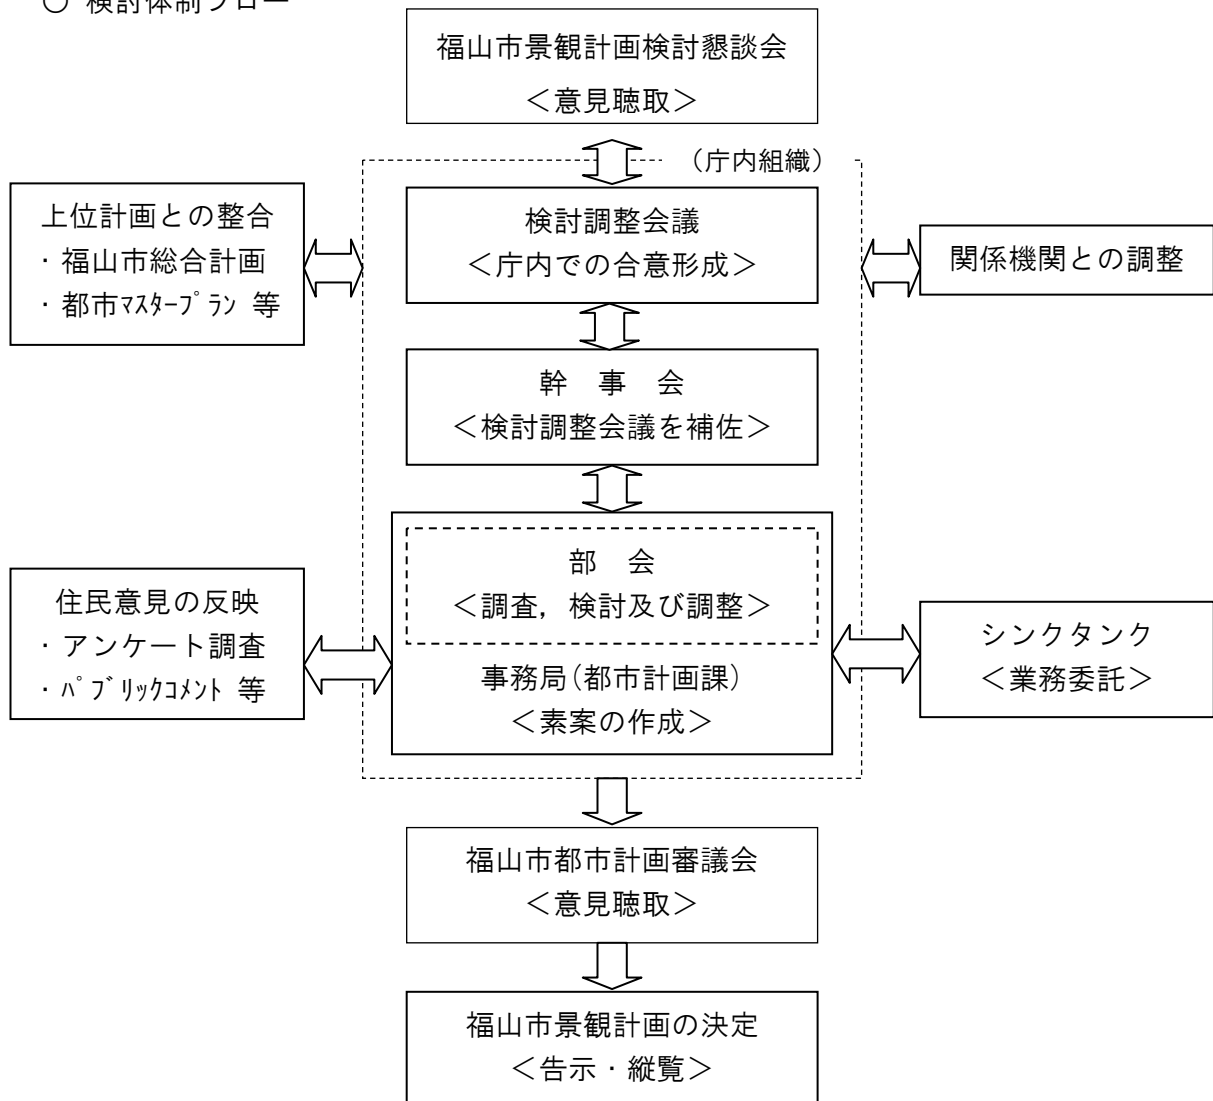 ○ 検討体制フロー
福山市景観計画検討懇談会
＜意見聴取＞
（庁内組織）
上位計画との整合
・福山市総合計画
・都市ﾏｽﾀｰﾌﾟﾗﾝ 等
検討調整会議
＜庁内での合意形成＞
関係機関との調整
幹　事　会
＜検討調整会議を補佐＞
部　会
＜調査，検討及び調整＞
事務局(都市計画課)
＜素案の作成＞
住民意見の反映
・アンケート調査
・ﾊﾟﾌﾞﾘｯｸｺﾒﾝﾄ 等
シンクタンク
＜業務委託＞
福山市都市計画審議会
＜意見聴取＞
福山市景観計画の決定
＜告示・縦覧＞